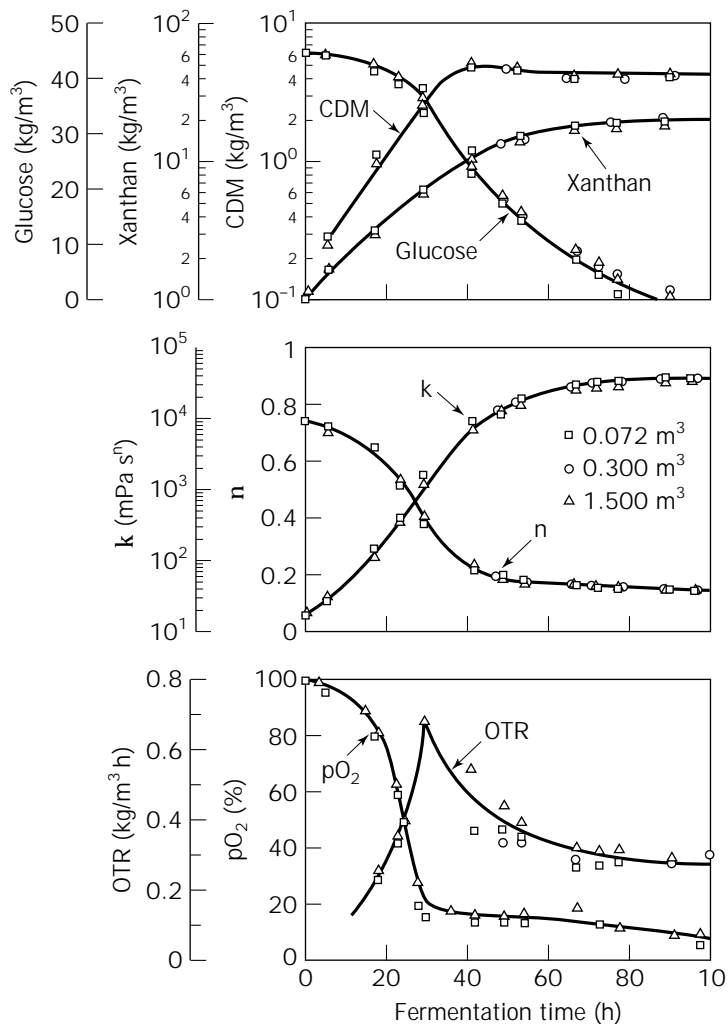 50
40
30
20
10
0
Glucose (kg/m³)
10²
6
4
2
10¹
6
4
2
10⁰
Xanthan (kg/m³)
10¹
6
4
2
10⁰
6
4
2
10⁻¹
CDM (kg/m³)
CDM
Xanthan
Glucose
10⁵
10⁴
10³
10²
10¹
k (mPa sⁿ)
1
0.8
0.6
0.4
0.2
0
n
k
n
0.072 m³
0.300 m³
1.500 m³
0.8
0.6
0.4
0.2
0
OTR (kg/m³ h)
100
80
60
40
20
0
pO₂ (%)
pO₂
OTR
0 20 40 60 80 10
Fermentation time (h)